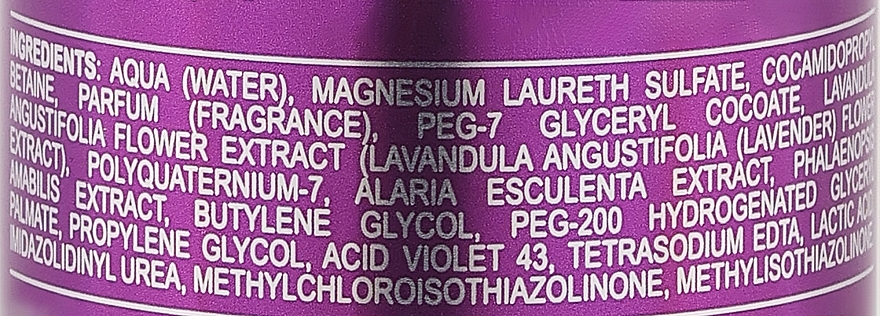 INGREDIENTS: AQUA (WATER), MAGNESIUM LAURETH SULFATE, COCAMIDOPROPYL
BETAINE, PARFUM (FRAGRANCE), PEG-7 GLYCERYL COCOATE, LAVANDULA
ANGUSTIFOLIA FLOWER EXTRACT (LAVANDULA ANGUSTIFOLIA (LAVENDER) FLOWER
EXTRACT), POLYQUATERNIUM-7, ALARIA ESCULENTA EXTRACT, PHALAENOPSIS
AMABILIS EXTRACT, BUTYLENE GLYCOL, PEG-200 HYDROGENATED GLYCERYL
PALMATE, PROPYLENE GLYCOL, ACID VIOLET 43, TETRASODIUM EDTA, LACTIC ACID,
IMIDAZOLIDINYL UREA, METHYLCHLOROISOTHIAZOLINONE, METHYLISOTHIAZOLINONE.